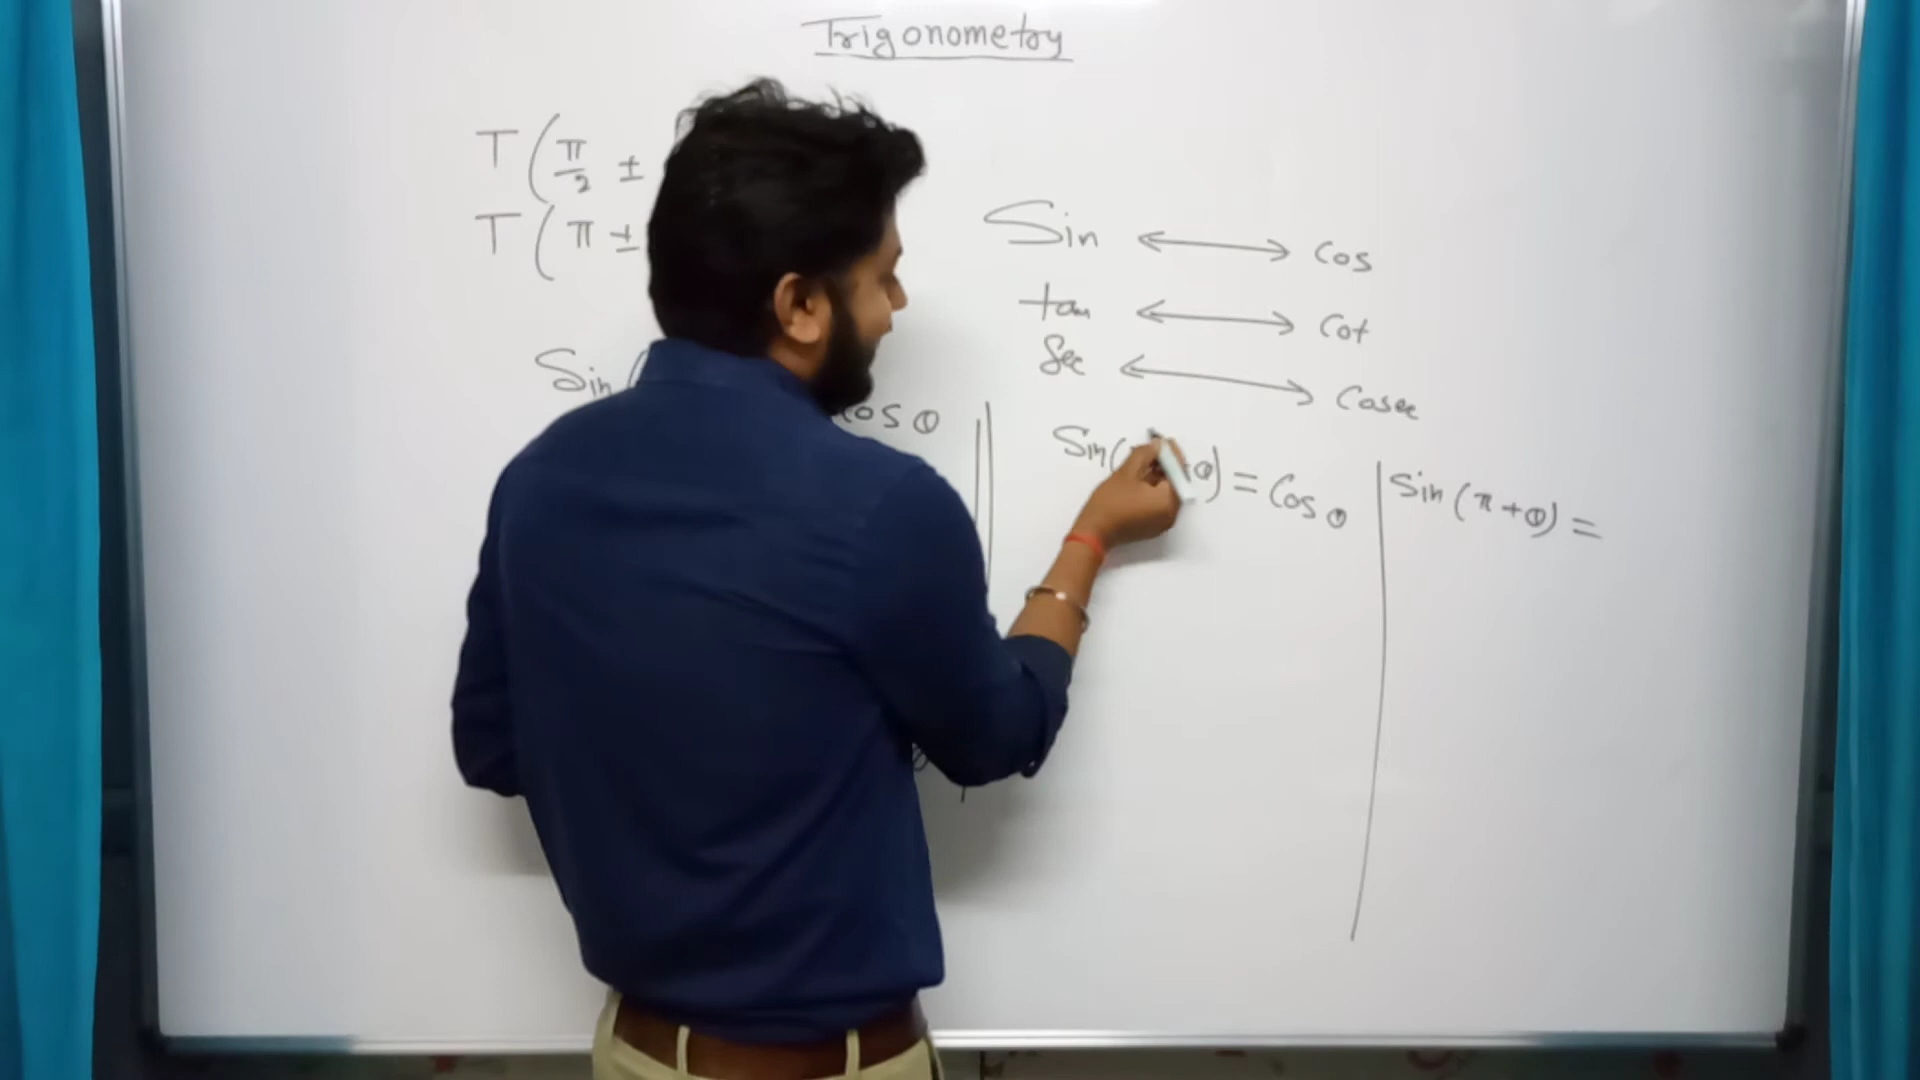 Trigonometry
T ( π/2 ±
T ( π ±
Sin ↔ Cos
tan ↔ Cot
Sec ↔ Cosec
Sin (
Cos θ
Sin( +θ) = Cos θ
Sin (π+θ) =